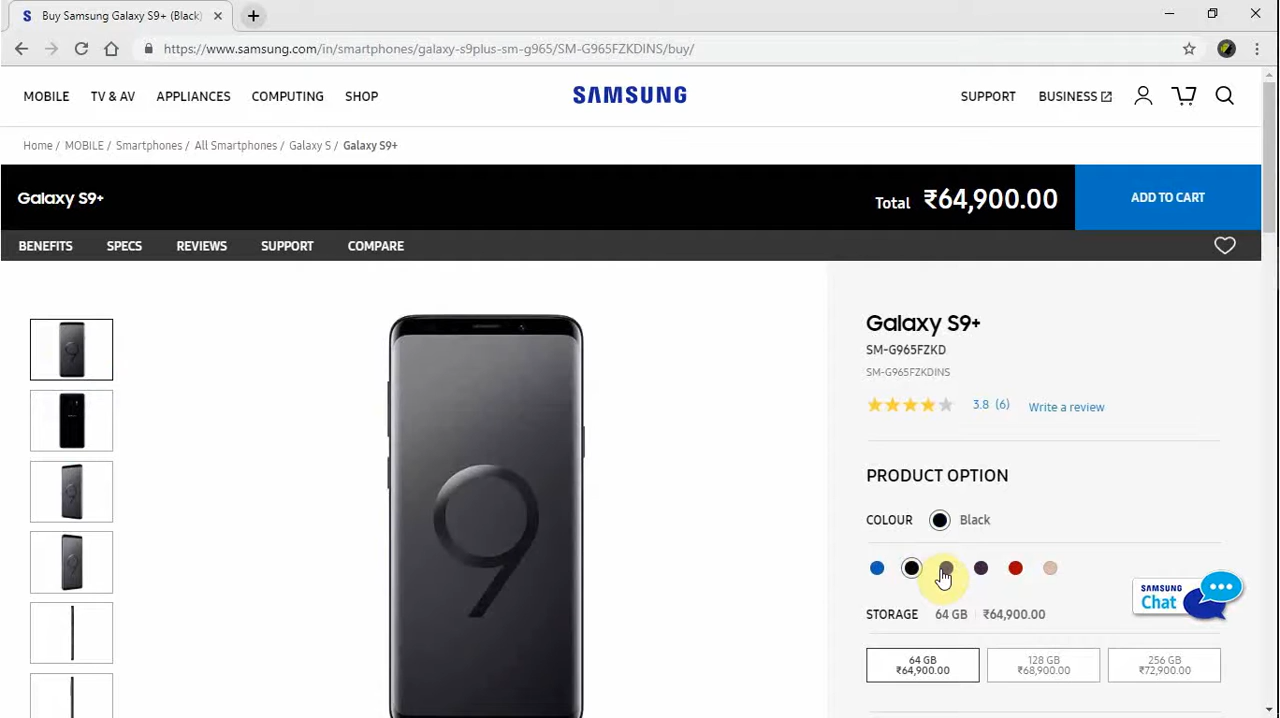 S Buy Samsung Galaxy S9+ (Black)
https://www.samsung.com/in/smartphones/galaxy-s9plus-sm-g965/SM-G965FZKDINS/buy/
MOBILE TV & AV APPLIANCES COMPUTING SHOP SAMSUNG SUPPORT BUSINESS
Home / MOBILE / Smartphones / All Smartphones / Galaxy S / Galaxy S9+
Galaxy S9+ Total ₹64,900.00 ADD TO CART
BENEFITS SPECS REVIEWS SUPPORT COMPARE
9
Galaxy S9+
SM-G965FZKD
SM-G965FZKDINS
3.8 (6) Write a review
PRODUCT OPTION
COLOUR Black
SAMSUNG
Chat
STORAGE 64 GB ₹64,900.00
64 GB 128 GB 256 GB
₹64,900.00 ₹68,900.00 ₹72,900.00